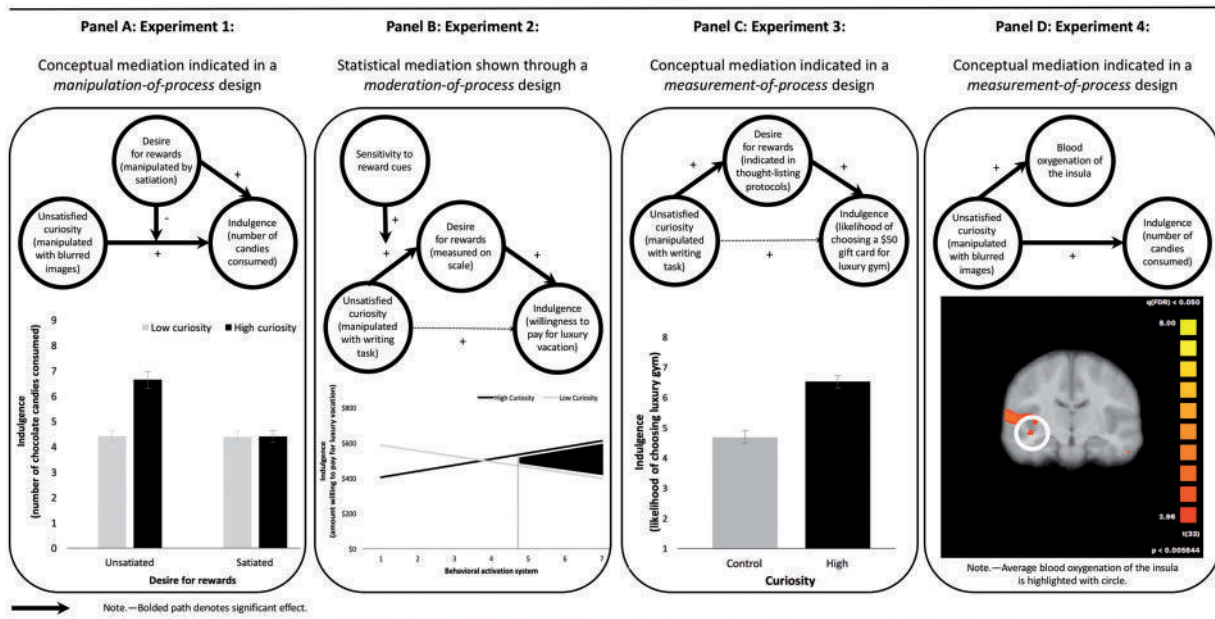 Panel A: Experiment 1:
Conceptual mediation indicated in a
manipulation-of-process design
Desire
for rewards
(manipulated by
satiation)
+
-
Unsatisfied
curiosity
(manipulated
with blurred
images)
+
Indulgence
(number of
candies
consumed)
Indulgence
(number of chocolate candies consumed)
Low curiosity
High curiosity
9
8
7
6
5
4
3
2
1
0
Unsatiated
Satiated
Desire for rewards
Panel B: Experiment 2:
Statistical mediation shown through a
moderation-of-process design
Sensitivity to
reward cues
+
+
Desire
for rewards
(measured on
scale)
+
Unsatisfied
curiosity
(manipulated
with writing
task)
+
Indulgence
(willingness to
pay for luxury
vacation)
Indulgence
(amount willing to pay for luxury vacation)
High Curiosity
Low Curiosity
$800
$600
$400
$200
$0
1
2
3
4
5
6
7
Behavioral activation system
Panel C: Experiment 3:
Conceptual mediation indicated in a
measurement-of-process design
Desire
for rewards
(indicated in
thought-listing
protocols)
+
+
Unsatisfied
curiosity
(manipulated
with writing
task)
+
Indulgence
(likelihood of
choosing a $50
gift card for
luxury gym)
Indulgence
(likelihood of choosing luxury gym)
8
7
6
5
4
3
2
1
Control
High
Curiosity
Panel D: Experiment 4:
Conceptual mediation indicated in a
measurement-of-process design
Blood
oxygenation of
the insula
+
Unsatisfied
curiosity
(manipulated
with blurred
images)
+
Indulgence
(number of
candies
consumed)
q(FDR) < 0.050
8.00
2.96
t(33)
p < 0.005644
Note.—Average blood oxygenation of the insula
is highlighted with circle.
Note.—Bolded path denotes significant effect.